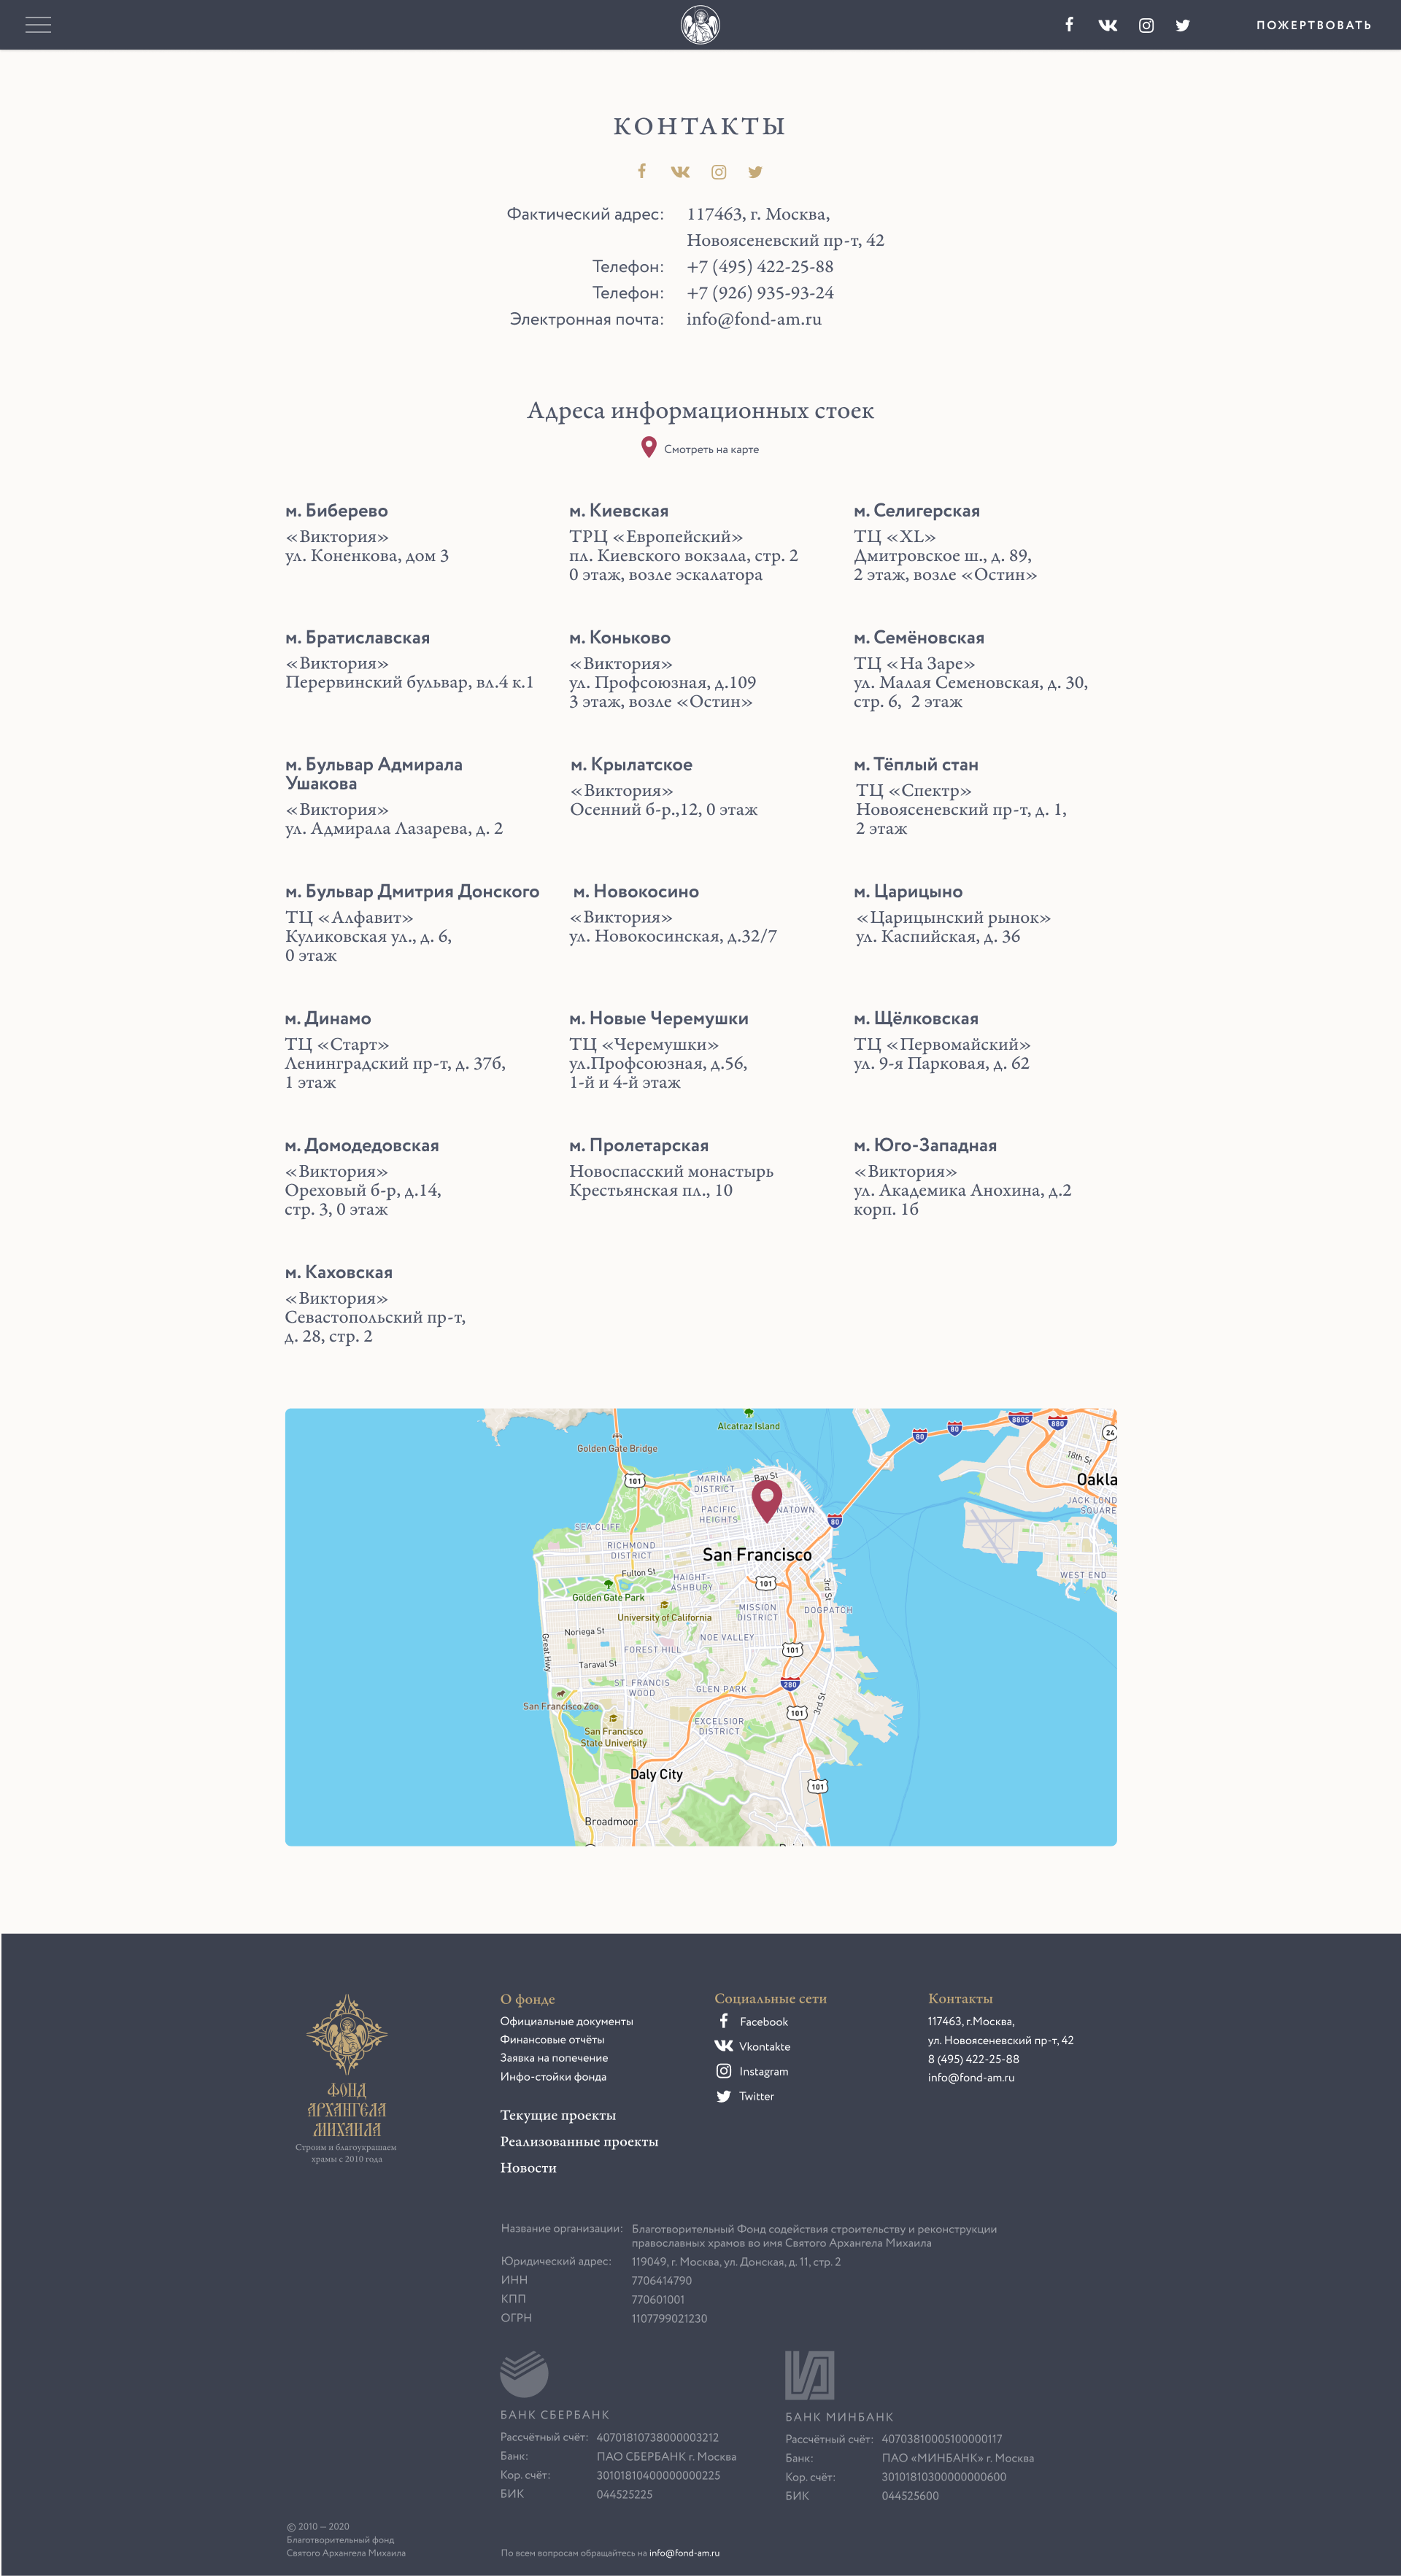 ПОЖЕРТВОВАТЬ
КОНТАКТЫ
Фактический адрес: 117463, г. Москва,
Новоясеневский пр-т, 42
Телефон: +7 (495) 422-25-88
Телефон: +7 (926) 935-93-24
Электронная почта: info@fond-am.ru
Адреса информационных стоек
Смотреть на карте
м. Биберево
«Виктория»
ул. Коненкова, дом 3
м. Киевская
ТРЦ «Европейский»
пл. Киевского вокзала, стр. 2
0 этаж, возле эскалатора
м. Селигерская
ТЦ «XL»
Дмитровское ш., д. 89,
2 этаж, возле «Остин»
м. Братиславская
«Виктория»
Перервинский бульвар, вл.4 к.1
м. Коньково
«Виктория»
ул. Профсоюзная, д.109
3 этаж, возле «Остин»
м. Семёновская
ТЦ «На Заре»
ул. Малая Семеновская, д. 30,
стр. 6, 2 этаж
м. Бульвар Адмирала
Ушакова
«Виктория»
ул. Адмирала Лазарева, д. 2
м. Крылатское
«Виктория»
Осенний б-р.,12, 0 этаж
м. Тёплый стан
ТЦ «Спектр»
Новоясеневский пр-т, д. 1,
2 этаж
м. Бульвар Дмитрия Донского
ТЦ «Алфавит»
Куликовская ул., д. 6,
0 этаж
м. Новокосино
«Виктория»
ул. Новокосинская, д.32/7
м. Царицыно
«Царицынский рынок»
ул. Каспийская, д. 36
м. Динамо
ТЦ «Старт»
Ленинградский пр-т, д. 37б,
1 этаж
м. Новые Черемушки
ТЦ «Черемушки»
ул.Профсоюзная, д.56,
1-й и 4-й этаж
м. Щёлковская
ТЦ «Первомайский»
ул. 9-я Парковая, д. 62
м. Домодедовская
«Виктория»
Ореховый б-р, д.14,
стр. 3, 0 этаж
м. Пролетарская
Новоспасский монастырь
Крестьянская пл., 10
м. Юго-Западная
«Виктория»
ул. Академика Анохина, д.2
корп. 1б
м. Каховская
«Виктория»
Севастопольский пр-т,
д. 28, стр. 2
Alcatraz Island
Golden Gate Bridge
80
80
880S
880
24
18th St
101
MARINA
DISTRICT
Bay St
Oakla
JACK LOND
SQUARE
PACIFIC
HEIGHTS
NATOWN
80
SEA CLIFF
RICHMOND
DISTRICT
San Francisco
Fulton St
HAIGHT-
ASHBURY
101
3rd St
WEST END
Golden Gate Park
MISSION
DISTRICT
DOGPATCH
University of California
Noriega St
NOE VALLEY
Great Hwy
FOREST HILL
101
Taraval St
ST. FRANCIS
WOOD
GLEN PARK
280
San Francisco Zoo
101
3rd St
EXCELSIOR
DISTRICT
San Francisco
State University
Daly City
101
Broadmoor
ФОНД
АРХАНГЕЛА
МИХАИЛА
Строим и благоукрашаем
храмы с 2010 года
О фонде
Официальные документы
Финансовые отчёты
Заявка на попечение
Инфо-стойки фонда
Текущие проекты
Реализованные проекты
Новости
Социальные сети
Facebook
Vkontakte
Instagram
Twitter
Контакты
117463, г.Москва,
ул. Новоясеневский пр-т, 42
8 (495) 422-25-88
info@fond-am.ru
Название организации: Благотворительный Фонд содействия строительству и реконструкции
православных храмов во имя Святого Архангела Михаила
Юридический адрес: 119049, г. Москва, ул. Донская, д. 11, стр. 2
ИНН 7706414790
КПП 770601001
ОГРН 1107799021230
БАНК СБЕРБАНК
Рассчётный счёт: 40701810738000003212
Банк: ПАО СБЕРБАНК г. Москва
Кор. счёт: 30101810400000000225
БИК 044525225
БАНК МИНБАНК
Рассчётный счёт: 40703810005100000117
Банк: ПАО «МИНБАНК» г. Москва
Кор. счёт: 30101810300000000600
БИК 044525600
© 2010 — 2020
Благотворительный фонд
Святого Архангела Михаила
По всем вопросам обращайтесь на info@fond-am.ru